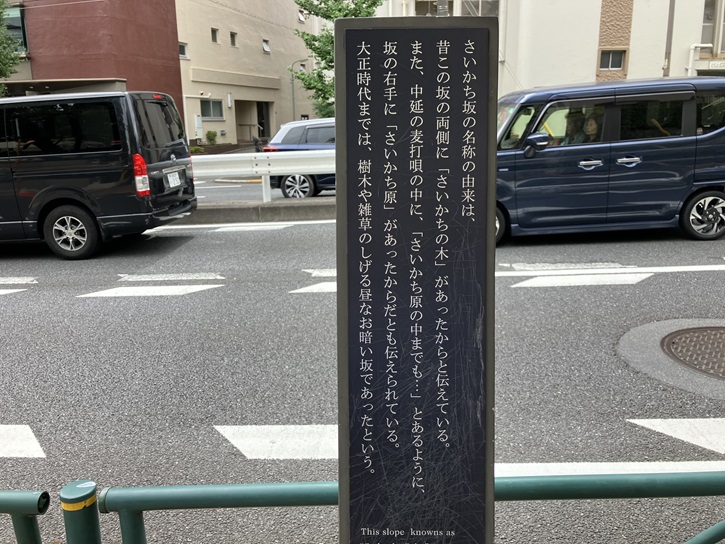 さいかち坂の名称の由来は、
昔この坂の両側に「さいかちの木」があったからと伝えている。
また、中延の麦打唄の中に、「さいかち原の中までも…」とあるように、
坂の右手に「さいかち原」があったからだとも伝えられている。
大正時代までは、樹木や雑草のしげる昼なお暗い坂であったという。
This slope knowns as